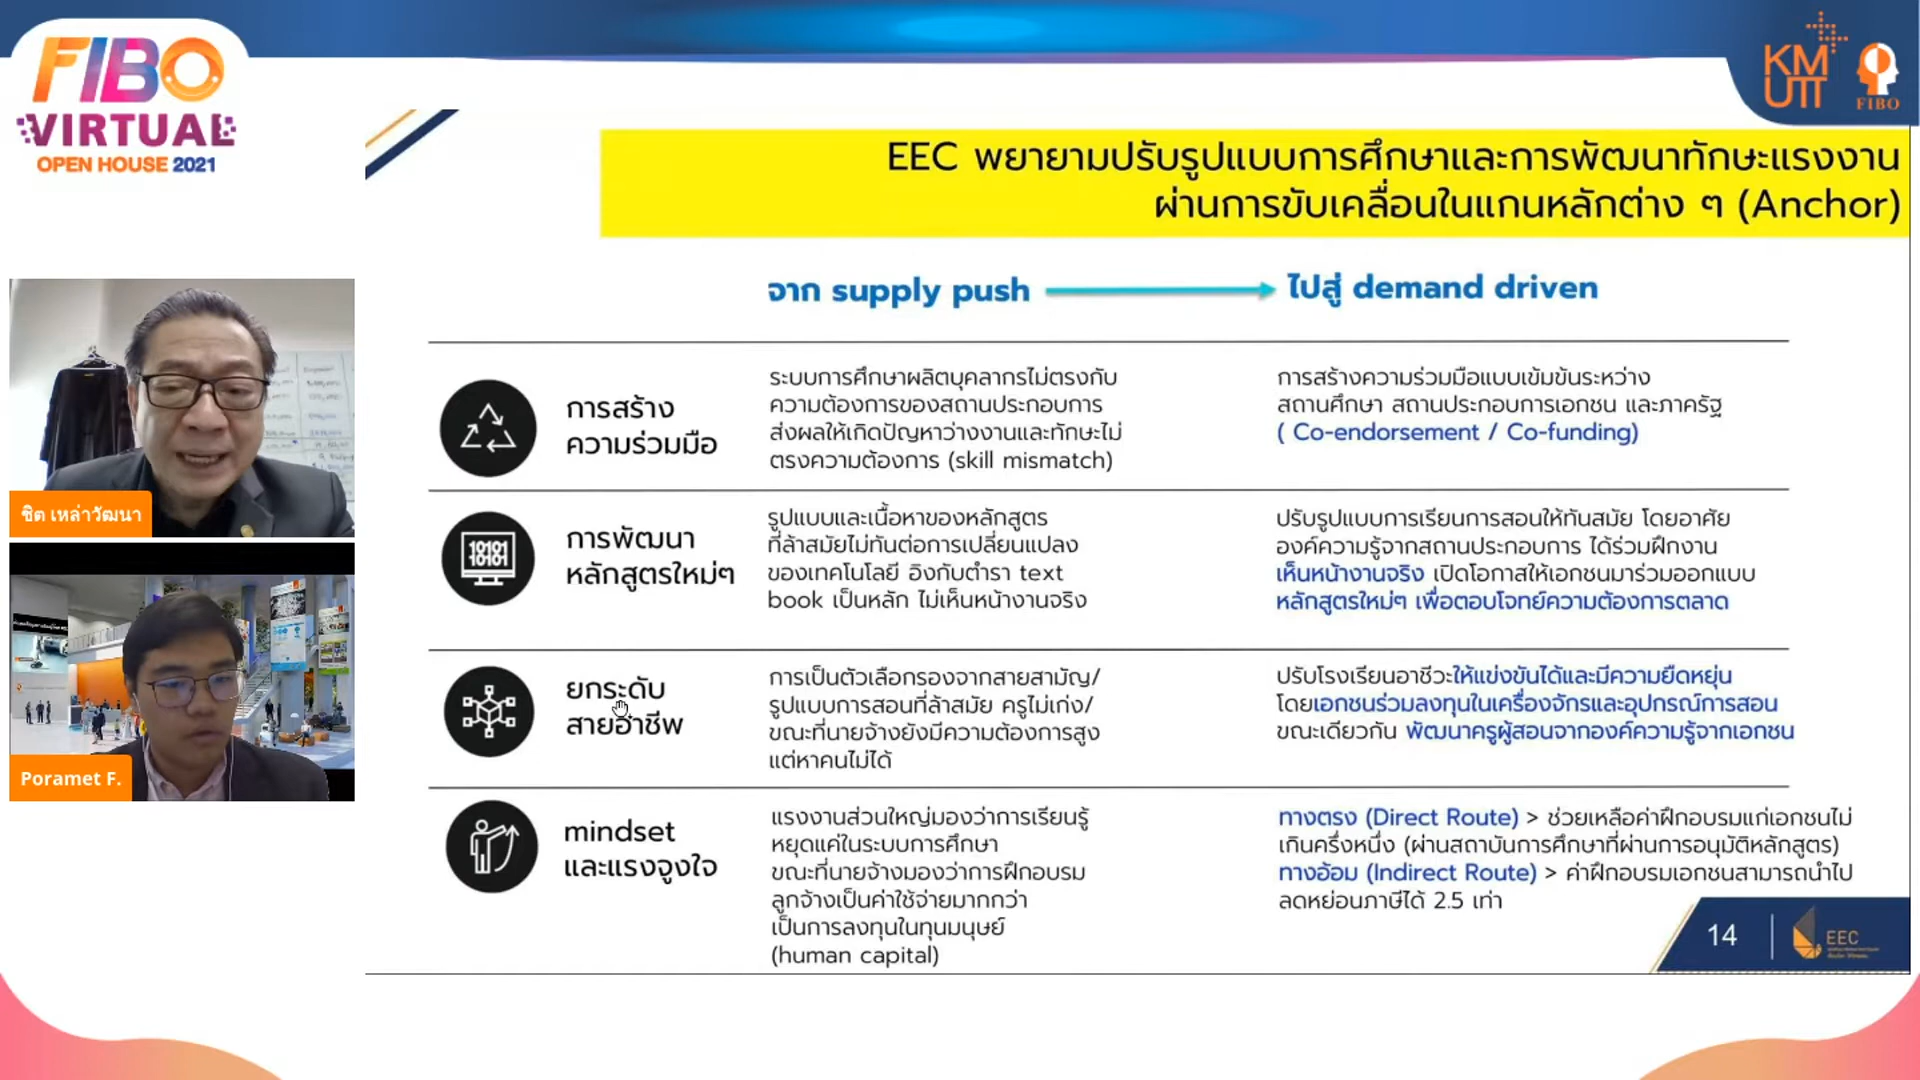 FIBO
VIRTUAL
OPEN HOUSE 2021
KM
UTT
FIBO
EEC พยายามปรับรูปแบบการศึกษาและการพัฒนาทักษะแรงงาน
ผ่านการขับเคลื่อนในแกนหลักต่าง ๆ (Anchor)
จาก supply push
ไปสู่ demand driven
การสร้าง
ความร่วมมือ
ระบบการศึกษาผลิตบุคลากรไม่ตรงกับ
ความต้องการของสถานประกอบการ
ส่งผลให้เกิดปัญหาว่างงานและทักษะไม่
ตรงความต้องการ (skill mismatch)
การสร้างความร่วมมือแบบเข้มข้นระหว่าง
สถานศึกษา สถานประกอบการเอกชน และภาครัฐ
( Co-endorsement / Co-funding)
การพัฒนา
หลักสูตรใหม่ๆ
รูปแบบและเนื้อหาของหลักสูตร
ที่ล้าสมัยไม่ทันต่อการเปลี่ยนแปลง
ของเทคโนโลยี อิงกับตำรา text
book เป็นหลัก ไม่เห็นหน้างานจริง
ปรับรูปแบบการเรียนการสอนให้ทันสมัย โดยอาศัย
องค์ความรู้จากสถานประกอบการ ได้ร่วมฝึกงาน
เห็นหน้างานจริง เปิดโอกาสให้เอกชนมาร่วมออกแบบ
หลักสูตรใหม่ๆ เพื่อตอบโจทย์ความต้องการตลาด
ยกระดับ
สายอาชีพ
การเป็นตัวเลือกรองจากสายสามัญ/
รูปแบบการสอนที่ล้าสมัย ครูไม่เก่ง/
ขณะที่นายจ้างยังมีความต้องการสูง
แต่หาคนไม่ได้
ปรับโรงเรียนอาชีวะให้แข่งขันได้และมีความยืดหยุ่น
โดยเอกชนร่วมลงทุนในเครื่องจักรและอุปกรณ์การสอน
ขณะเดียวกัน พัฒนาครูผู้สอนจากองค์ความรู้จากเอกชน
mindset
และแรงจูงใจ
แรงงานส่วนใหญ่มองว่าการเรียนรู้
หยุดแค่ในระบบการศึกษา
ขณะที่นายจ้างมองว่าการฝึกอบรม
ลูกจ้างเป็นค่าใช้จ่ายมากกว่า
เป็นการลงทุนในทุนมนุษย์
(human capital)
ทางตรง (Direct Route) > ช่วยเหลือค่าฝึกอบรมแก่เอกชนไม่
เกินครึ่งหนึ่ง (ผ่านสถาบันการศึกษาที่ผ่านการอนุมัติหลักสูตร)
ทางอ้อม (Indirect Route) > ค่าฝึกอบรมเอกชนสามารถนำไป
ลดหย่อนภาษีได้ 2.5 เท่า
14
EEC
ชิต เหล่าวัฒนา
Poramet F.